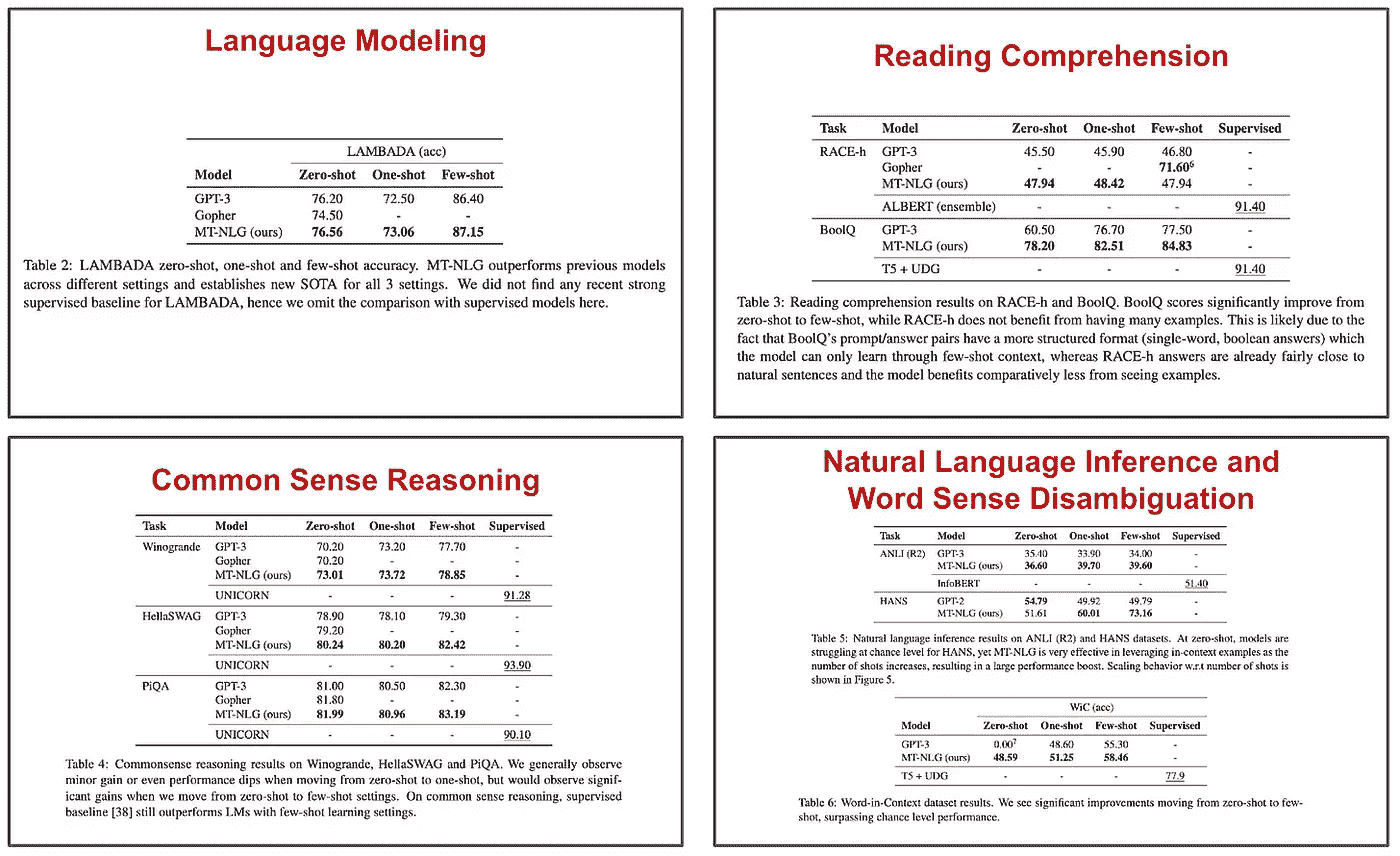 Language Modeling
LAMBADA (acc)
Model Zero-shot One-shot Few-shot
GPT-3 76.20 72.50 86.40
Gopher 74.50 - -
MT-NLG (ours) 76.56 73.06 87.15
Table 2: LAMBADA zero-shot, one-shot and few-shot accuracy. MT-NLG outperforms previous models
across different settings and establishes new SOTA for all 3 settings. We did not find any recent strong
supervised baseline for LAMBADA, hence we omit the comparison with supervised models here.
Reading Comprehension
Task Model Zero-shot One-shot Few-shot Supervised
RACE-h GPT-3 45.50 45.90 46.80 -
Gopher - - 71.60⁶ -
MT-NLG (ours) 47.94 48.42 47.94 -
ALBERT (ensemble) - - - 91.40
BoolQ GPT-3 60.50 76.70 77.50 -
MT-NLG (ours) 78.20 82.51 84.83 -
T5 + UDG - - - 91.40
Table 3: Reading comprehension results on RACE-h and BoolQ. BoolQ scores significantly improve from
zero-shot to few-shot, while RACE-h does not benefit from having many examples. This is likely due to the
fact that BoolQ's prompt/answer pairs have a more structured format (single-word, boolean answers) which
the model can only learn through few-shot context, whereas RACE-h answers are already fairly close to
natural sentences and the model benefits comparatively less from seeing examples.
Common Sense Reasoning
Task Model Zero-shot One-shot Few-shot Supervised
Winogrande GPT-3 70.20 73.20 77.70 -
Gopher 70.20 - - -
MT-NLG (ours) 73.01 73.72 78.85 -
UNICORN - - - 91.28
HellaSWAG GPT-3 78.90 78.10 79.30 -
Gopher 79.20 - - -
MT-NLG (ours) 80.24 80.20 82.42 -
UNICORN - - - 93.90
PiQA GPT-3 81.00 80.50 82.30 -
Gopher 81.80 - - -
MT-NLG (ours) 81.99 80.96 83.19 -
UNICORN - - - 90.10
Table 4: Commonsense reasoning results on Winogrande, HellaSWAG and PiQA. We generally observe
minor gain or even performance dips when moving from zero-shot to one-shot, but would observe signif-
icant gains when we move from zero-shot to few-shot settings. On common sense reasoning, supervised
baseline [38] still outperforms LMs with few-shot learning settings.
Natural Language Inference and
Word Sense Disambiguation
Task Model Zero-shot One-shot Few-shot Supervised
ANLI (R2) GPT-3 35.40 33.90 34.00 -
MT-NLG (ours) 36.60 39.70 39.60 -
InfoBERT - - - 51.40
HANS GPT-2 54.79 49.92 49.79 -
MT-NLG (ours) 51.61 60.01 73.16 -
Table 5: Natural language inference results on ANLI (R2) and HANS datasets. At zero-shot, models are
struggling at chance level for HANS, yet MT-NLG is very effective in leveraging in-context examples as the
number of shots increases, resulting in a large performance boost. Scaling behavior w.r.t number of shots is
shown in Figure 5.
WiC (acc)
Model Zero-shot One-shot Few-shot Supervised
GPT-3 0.00⁷ 48.60 55.30 -
MT-NLG (ours) 48.59 51.25 58.46 -
T5 + UDG - - - 77.9
Table 6: Word-in-Context dataset results. We see significant improvements moving from zero-shot to few-
shot, surpassing chance level performance.